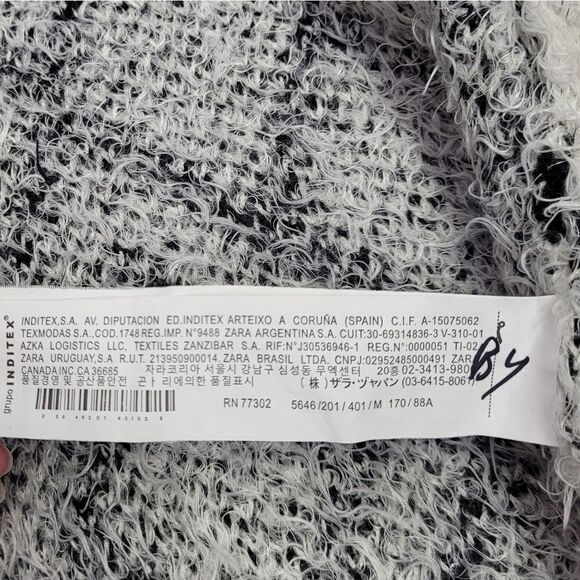 grupo INDITEX®
INDITEX,S.A. AV. DIPUTACION ED.INDITEX ARTEIXO A CORUÑA (SPAIN) C.I.F. A-15075062
TEXMODAS S.A.,COD.1748 REG.IMP. N°9488 ZARA ARGENTINA S.A. CUIT:30-69314836-3 V-310-01
AZKA LOGISTICS LLC, TEXTILES ZANZIBAR S.A. RIF:N°J30536946-1 REG.N°:0000051 TI-02
ZARA URUGUAY,S.A R.U.T. 213950900014. ZARA BRASIL LTDA. CNPJ:02952485000491 ZARA
CANADA INC.CA 36685 자라코리아 서울시 강남구 삼성동 무역센터 02-3413-980
품질경영 및 공산품안전 관리에의한 품질표시 (株) ザラ・ジャパン (03-6415-8061)
RN 77302 5646/201/401/M 170/88A
By